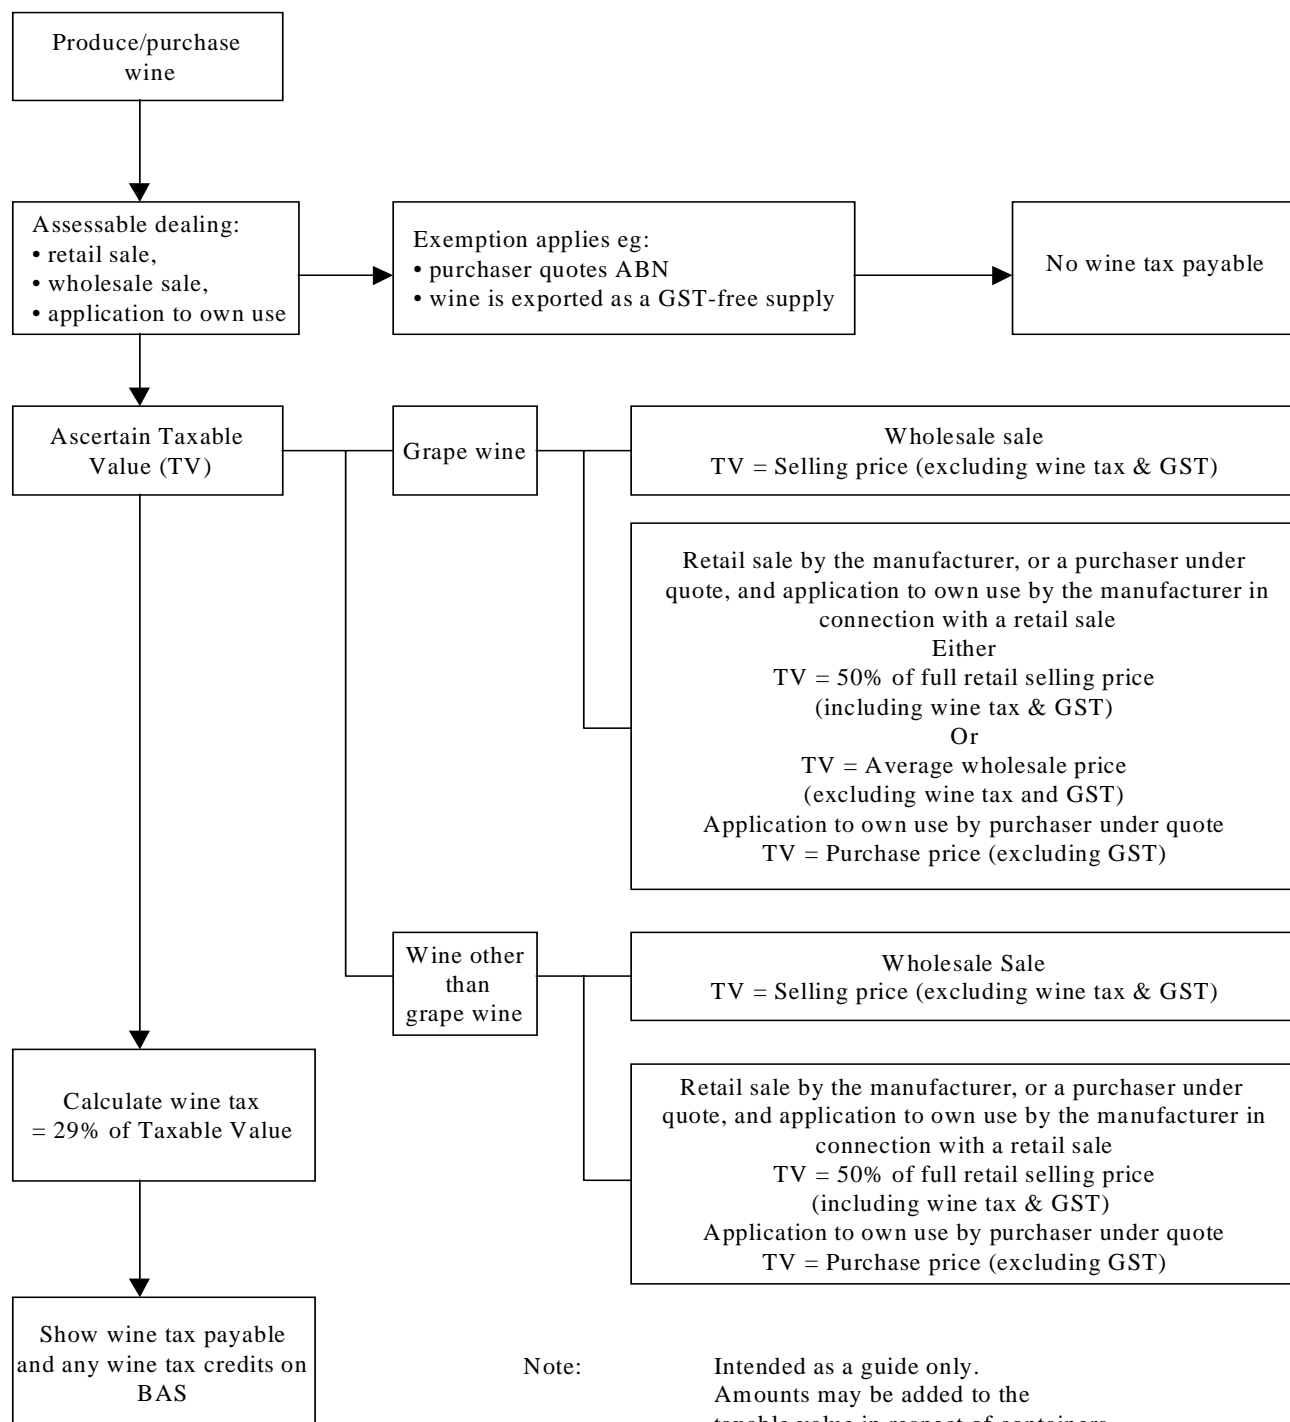 Produce/purchase
wine
Assessable dealing:
• retail sale,
• wholesale sale,
• application to own use
Exemption applies eg:
• purchaser quotes ABN
• wine is exported as a GST-free supply
No wine tax payable
Ascertain Taxable
Value (TV)
Grape wine
Wholesale sale
TV = Selling price (excluding wine tax & GST)
Retail sale by the manufacturer, or a purchaser under
quote, and application to own use by the manufacturer in
connection with a retail sale
Either
TV = 50% of full retail selling price
(including wine tax & GST)
Or
TV = Average wholesale price
(excluding wine tax and GST)
Application to own use by purchaser under quote
TV = Purchase price (excluding GST)
Wine other
than
grape wine
Wholesale Sale
TV = Selling price (excluding wine tax & GST)
Retail sale by the manufacturer, or a purchaser under
quote, and application to own use by the manufacturer in
connection with a retail sale
TV = 50% of full retail selling price
(including wine tax & GST)
Application to own use by purchaser under quote
TV = Purchase price (excluding GST)
Calculate wine tax
= 29% of Taxable Value
Show wine tax payable
and any wine tax credits on
BAS
Note:
Intended as a guide only.
Amounts may be added to the
taxable value in respect of containers